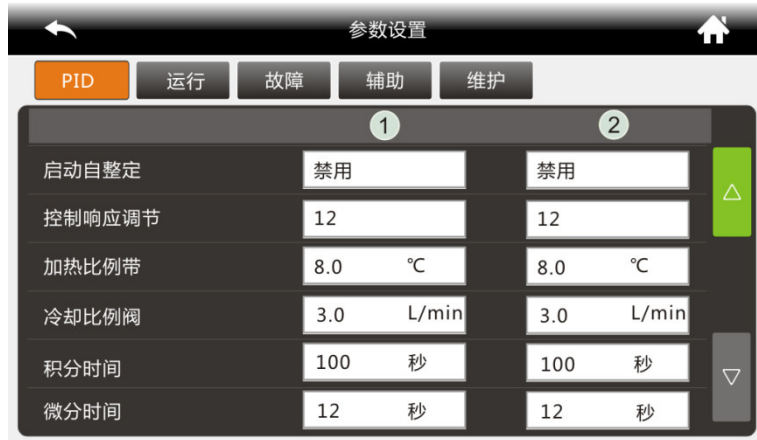 参数设置
PID 运行 故障 辅助 维护
1 2
启动自整定 禁用 禁用
控制响应调节 12 12
加热比例带 8.0 ℃ 8.0 ℃
冷却比例阀 3.0 L/min 3.0 L/min
积分时间 100 秒 100 秒
微分时间 12 秒 12 秒